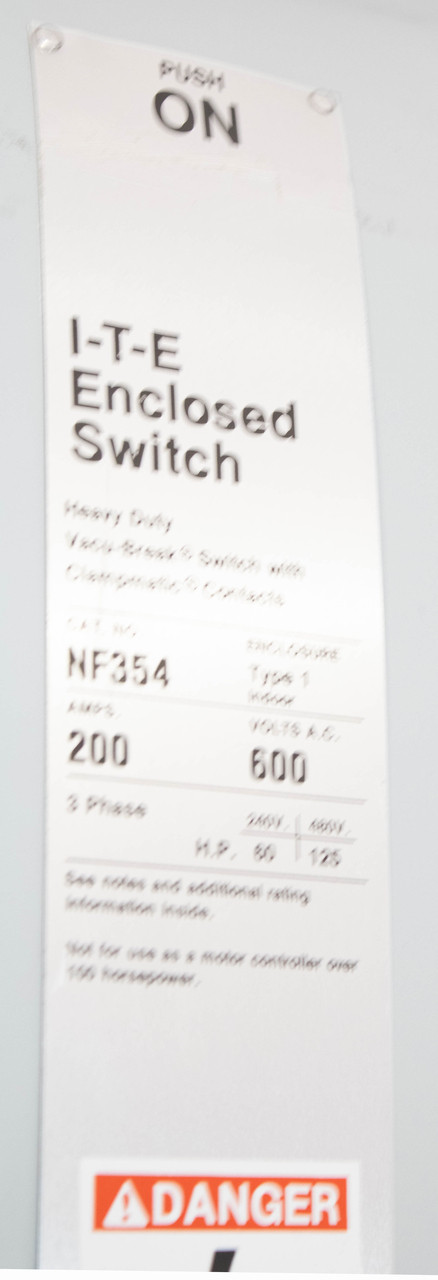 PUSH
ON
I-T-E
Enclosed
Switch
Heavy Duty
Vacu-Break® Switch with
Clampmatic® Contacts
CAT. NO. ENCLOSURE
NF354 Type 1
Indoor
AMPS. VOLTS A.C.
200 600
3 Phase 240V. 480V.
H.P. 60 125
See notes and additional rating
information inside.
Not for use as a motor controller over
100 horsepower.
DANGER